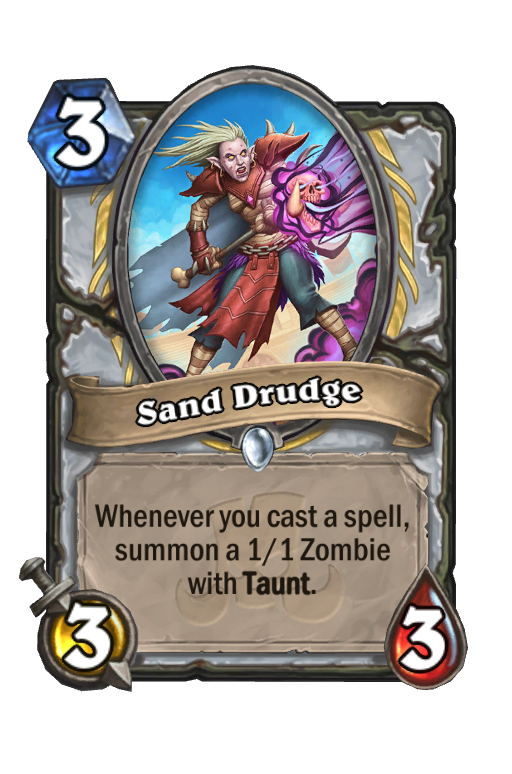 3
Sand Drudge
Whenever you cast a spell,
summon a 1/1 Zombie
with Taunt.
3
3